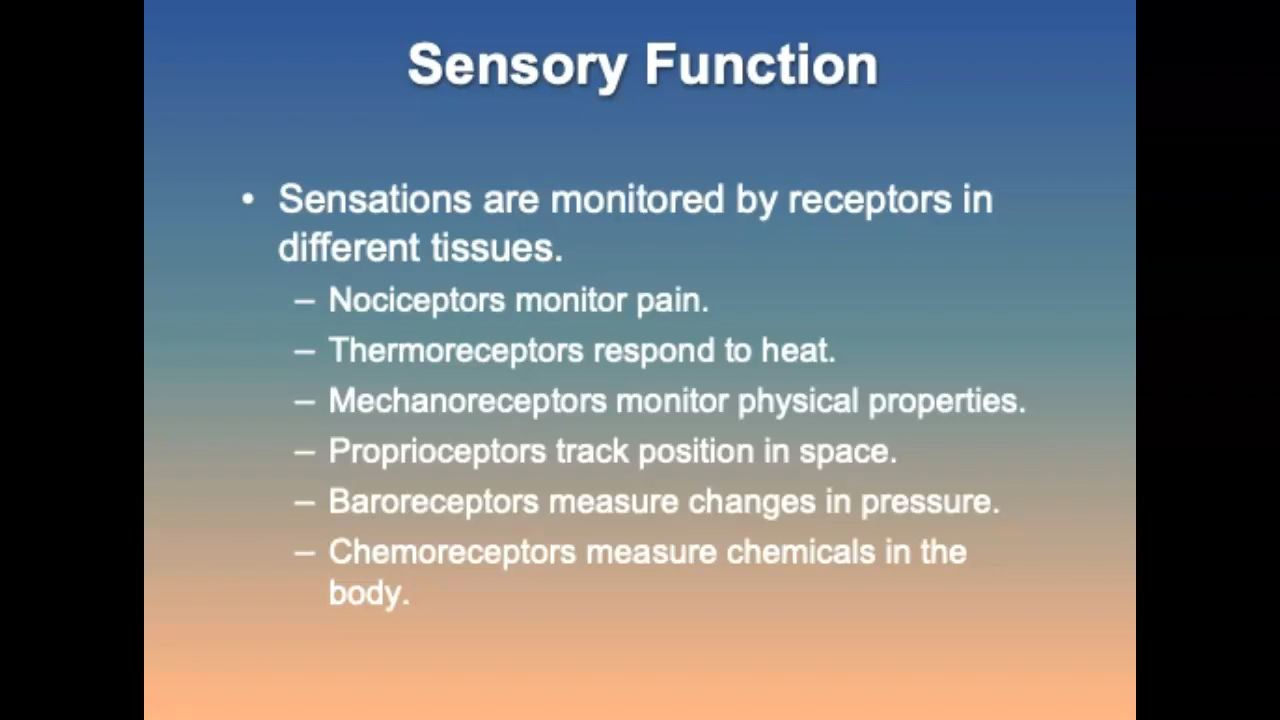 Sensory Function
• Sensations are monitored by receptors in
different tissues.
– Nociceptors monitor pain.
– Thermoreceptors respond to heat.
– Mechanoreceptors monitor physical properties.
– Proprioceptors track position in space.
– Baroreceptors measure changes in pressure.
– Chemoreceptors measure chemicals in the
body.